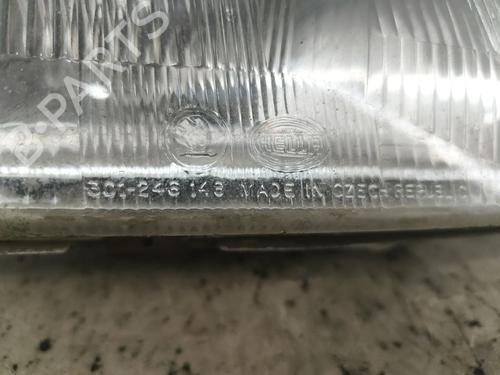 B-PARTS
HELLA
301-246 148 MADE IN CZECH REPUBLIC